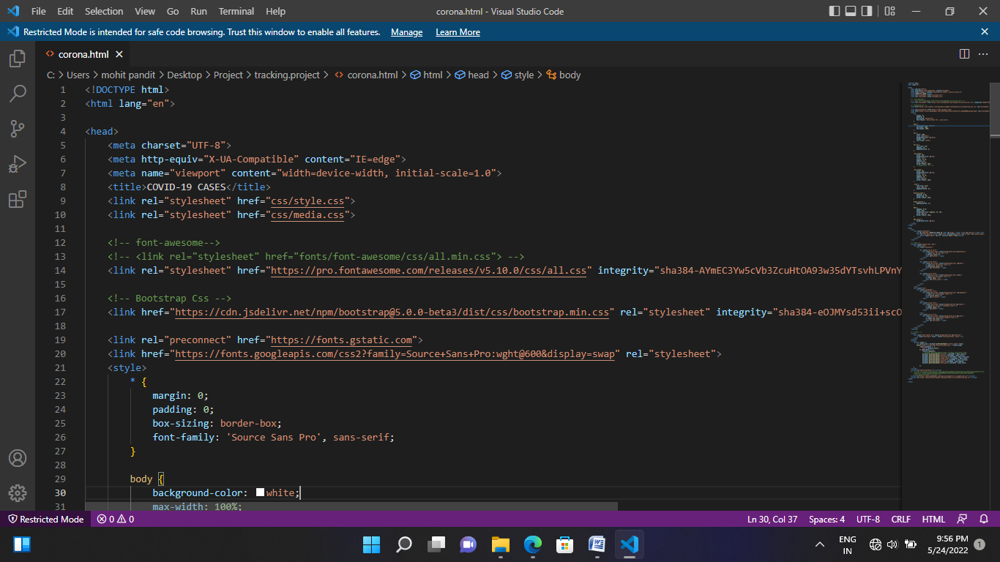 File Edit Selection View Go Run Terminal Help corona.html - Visual Studio Code
Restricted Mode is intended for safe code browsing. Trust this window to enable all features. Manage Learn More
corona.html
C: > Users > mohit pandit > Desktop > Project > tracking.project > corona.html > html > head > style > body
1 <!DOCTYPE html>
2 <html lang="en">
3
4 <head>
5 <meta charset="UTF-8">
6 <meta http-equiv="X-UA-Compatible" content="IE=edge">
7 <meta name="viewport" content="width=device-width, initial-scale=1.0">
8 <title>COVID-19 CASES</title>
9 <link rel="stylesheet" href="css/style.css">
10 <link rel="stylesheet" href="css/media.css">
11
12 <!-- font-awesome-->
13 <!-- <link rel="stylesheet" href="fonts/font-awesome/css/all.min.css"> -->
14 <link rel="stylesheet" href="https://pro.fontawesome.com/releases/v5.10.0/css/all.css" integrity="sha384-AYmEC3Yw5cVb3ZcuHtOA93w35dYTsvhLPVnY
15
16 <!-- Bootstrap Css -->
17 <link href="https://cdn.jsdelivr.net/npm/bootstrap@5.0.0-beta3/dist/css/bootstrap.min.css" rel="stylesheet" integrity="sha384-eOJMYsd53ii+scO
18
19 <link rel="preconnect" href="https://fonts.gstatic.com">
20 <link href="https://fonts.googleapis.com/css2?family=Source+Sans+Pro:wght@600&display=swap" rel="stylesheet">
21 <style>
22 * {
23 margin: 0;
24 padding: 0;
25 box-sizing: border-box;
26 font-family: 'Source Sans Pro', sans-serif;
27 }
28
29 body {
30 background-color: white;
31 max-width: 100%;
Restricted Mode 0 0 Ln 30, Col 37 Spaces: 4 UTF-8 CRLF HTML
ENG 9:56 PM
IN 5/24/2022 1